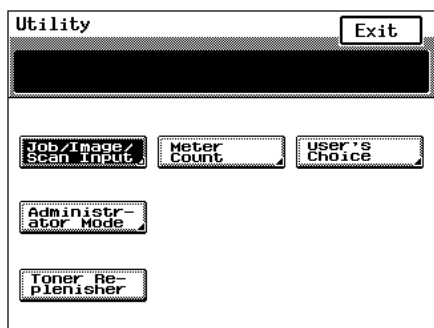 Utility
Exit
Job/Image/
Scan Input
Meter
Count
User's
Choice
Administr-
ator Mode
Toner Re-
plenisher